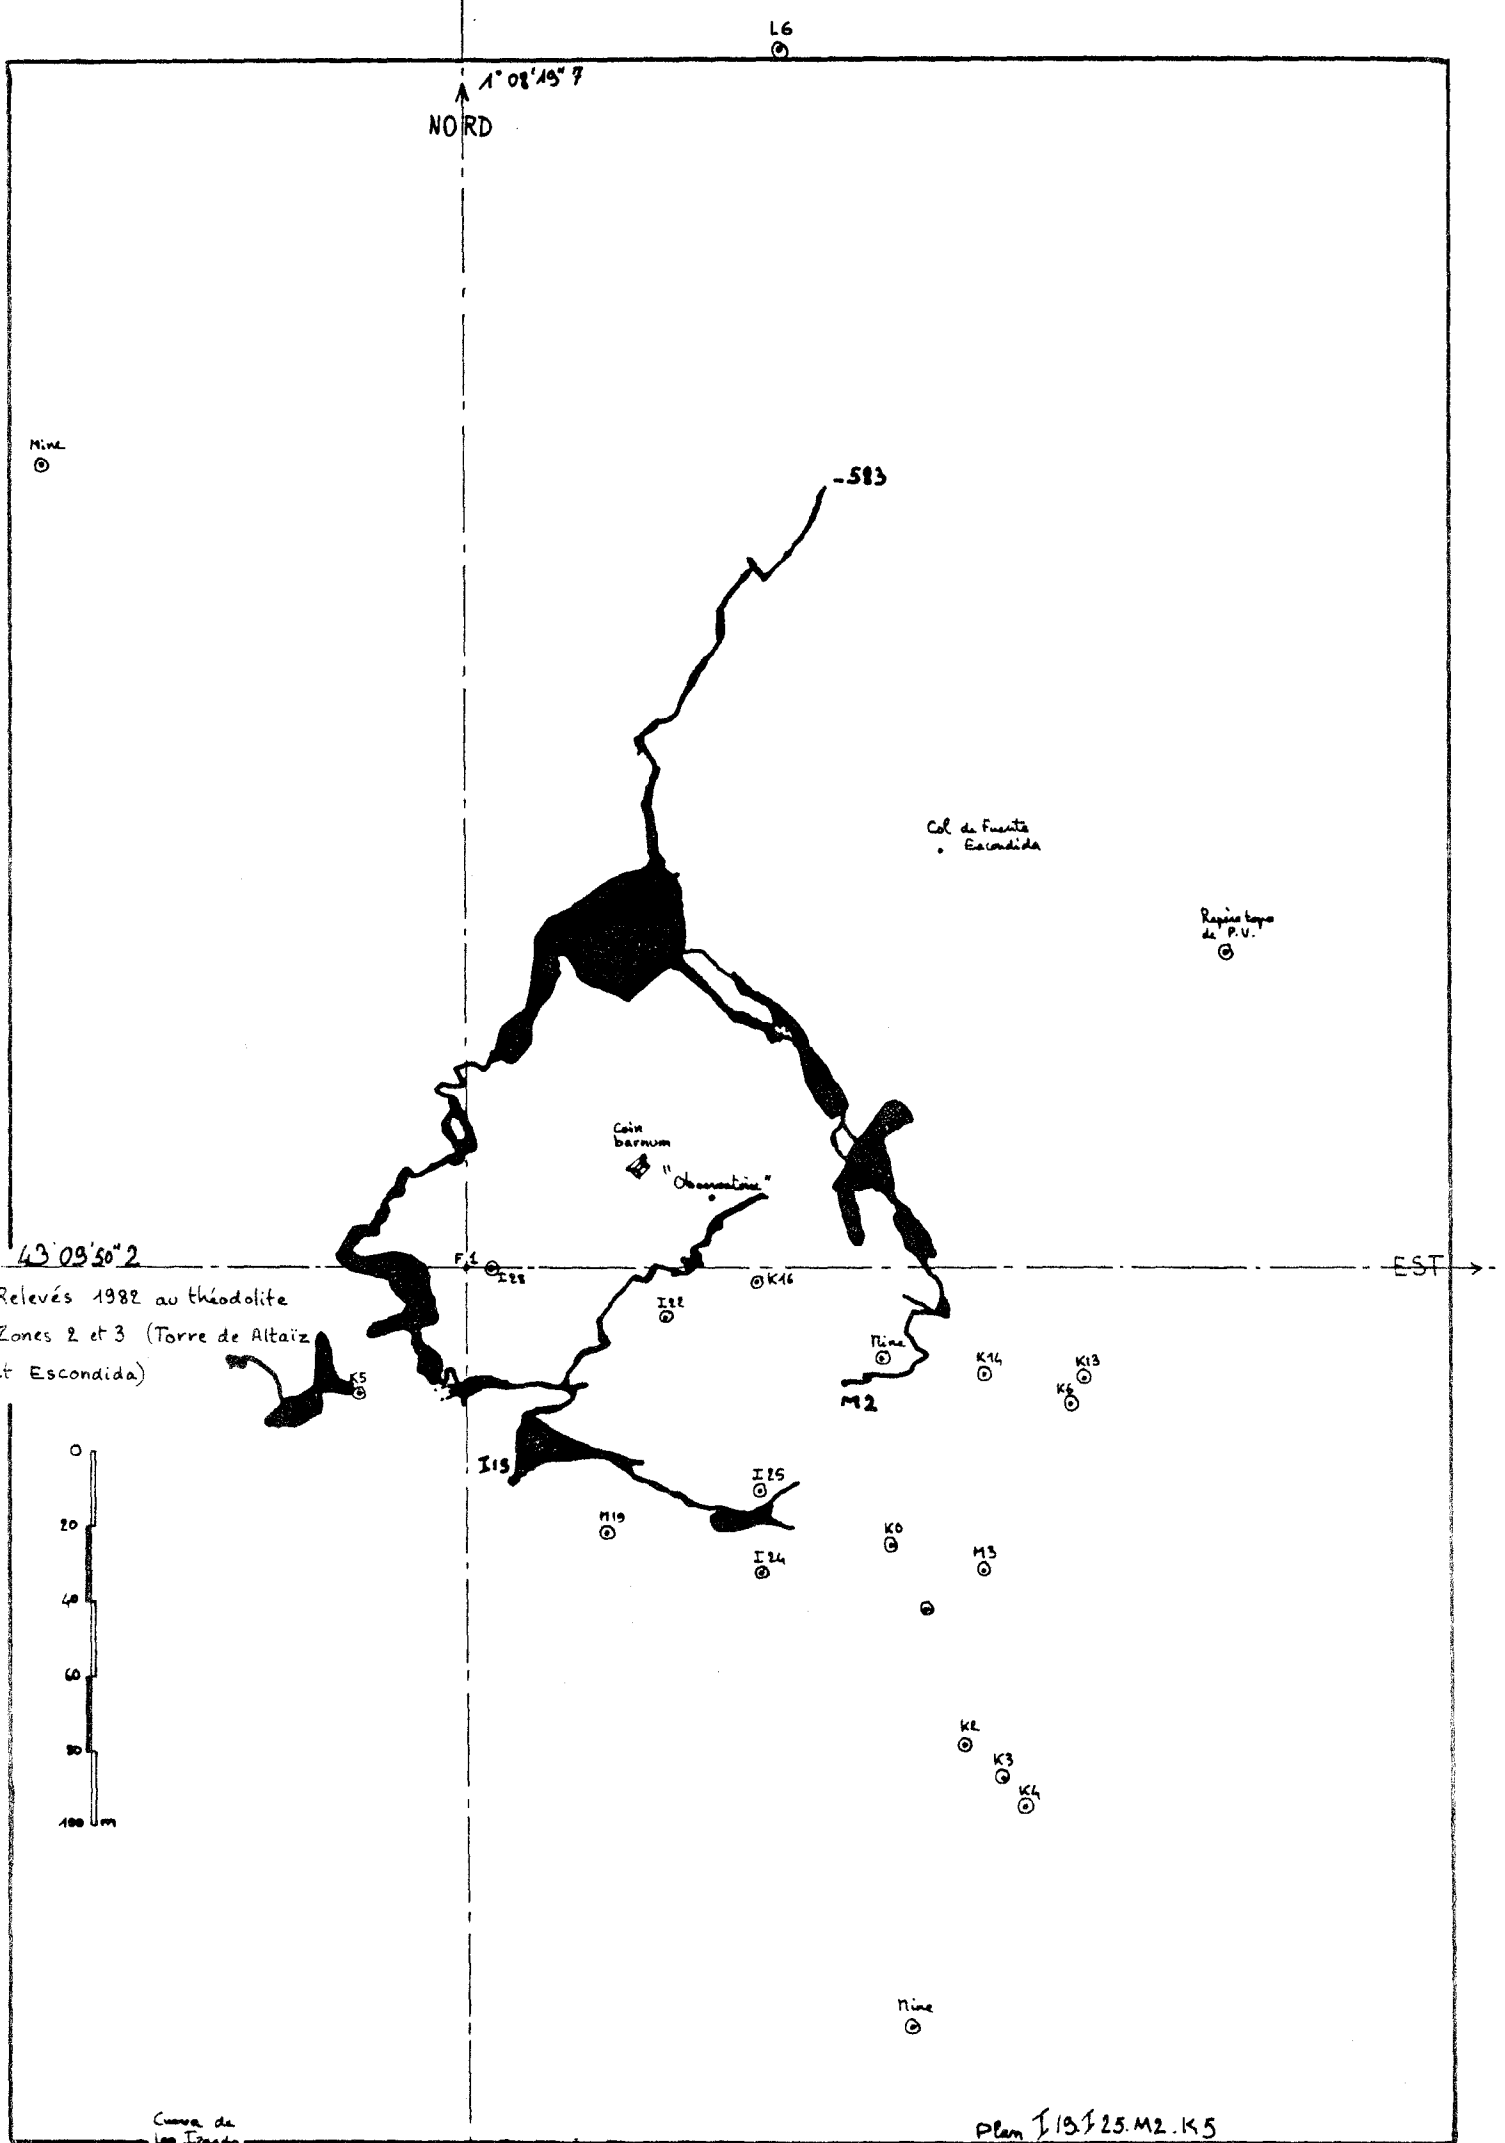 L6
1° 08' 19" 7
NORD
Mine
-583
Col de Fuente
Escondida
Repère topo
de P.V.
Coin
barnum
"Observatoire"
43°09'50"2
F1
I28
K16
EST
Relevés 1982 au théodolite
Zones 2 et 3 (Torre de Altaïz
et Escondida)
I22
Mine
K14
K13
K5
K6
M2
0
I19
I25
20
M19
K0
I24
M3
40
60
K2
80
K3
K4
100 m
Mine
Cueva de
Plan I19.I25.M2.K5